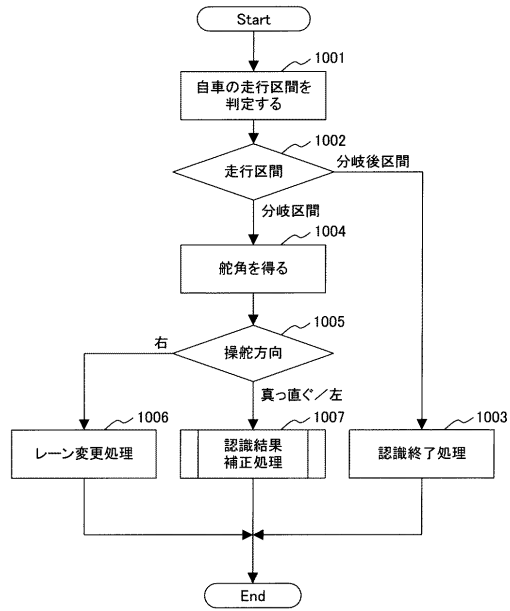 Start
1001
自車の走行区間を
判定する
1002
走行区間
分岐後区間
分岐区間
1004
舵角を得る
1005
操舵方向
右
真っ直ぐ／左
1006
レーン変更処理
1007
認識結果
補正処理
1003
認識終了処理
End